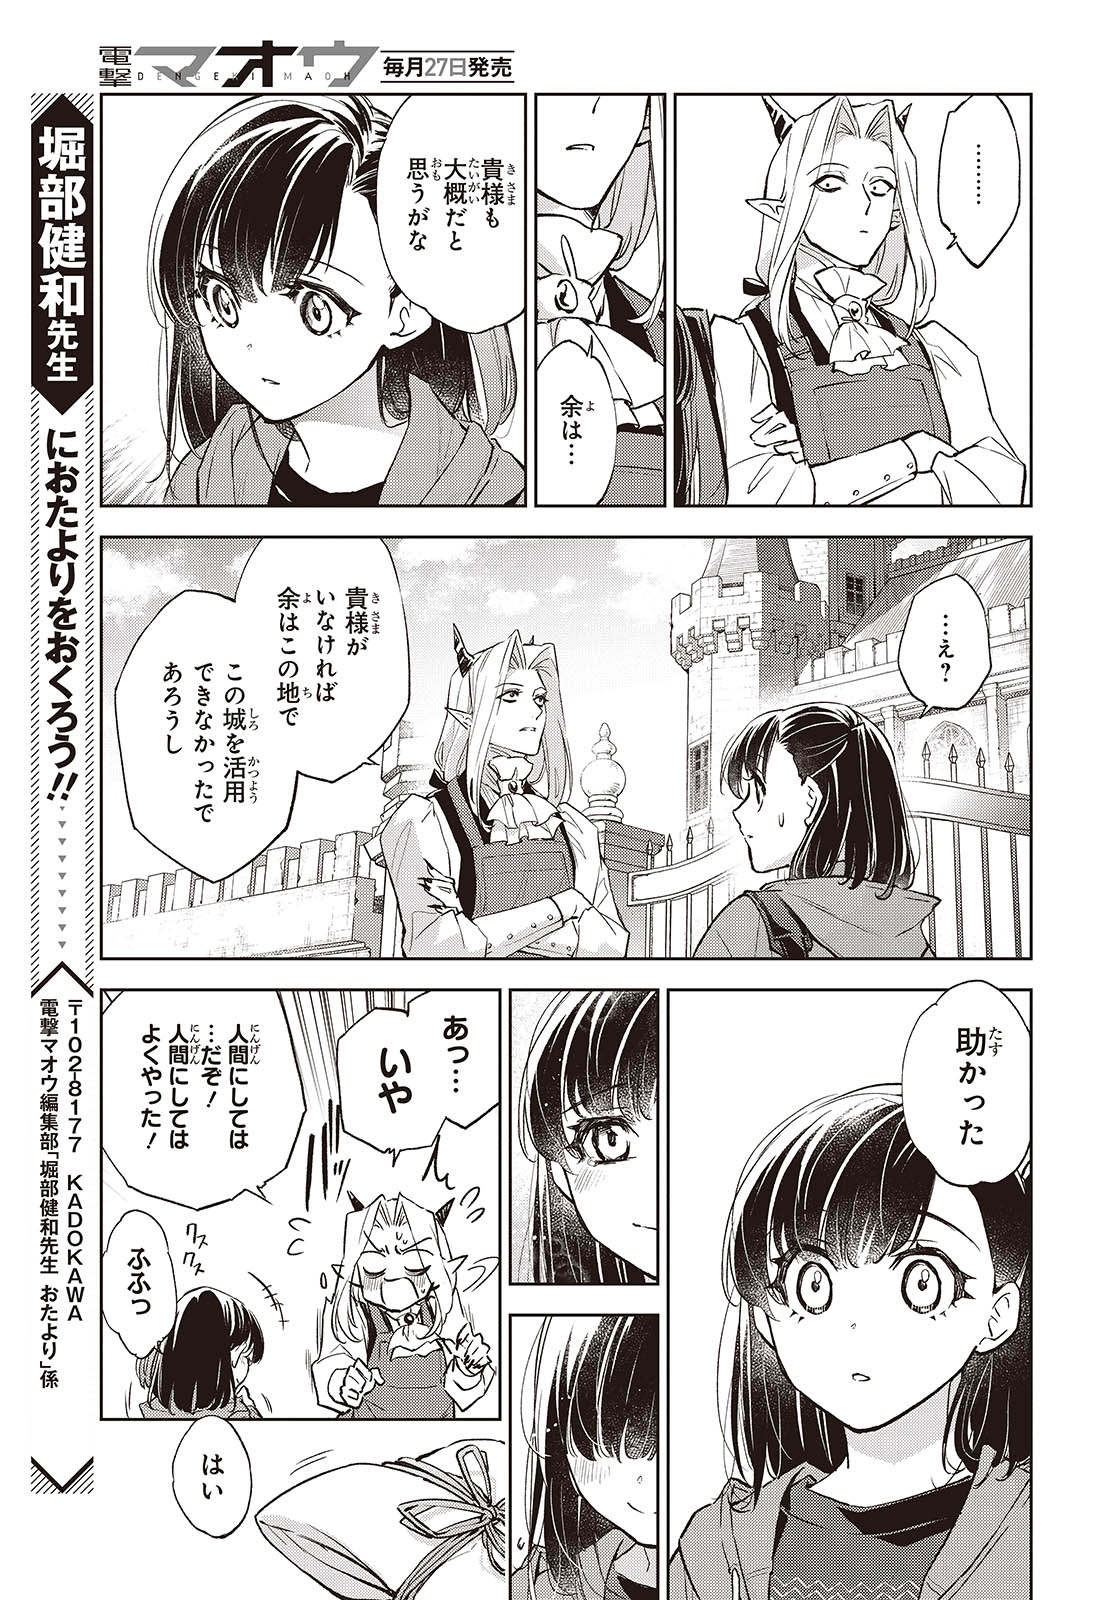 電撃マオウ
DENGEKI MAOH
毎月27日発売
………
余は…
貴様も
大概だと
思うがな
…え?
貴様が
いなければ
余はこの地で
この城を活用
できなかったで
あろうし
助かった
あっ…
いや
人間にしては
…だぞ!
人間にしては
よくやった!
クスクス
ふふっ
はい
堀部健和先生
におたよりをおくろう!!
〒102-8177 KADOKAWA
電撃マオウ編集部「堀部健和先生 おたより」係